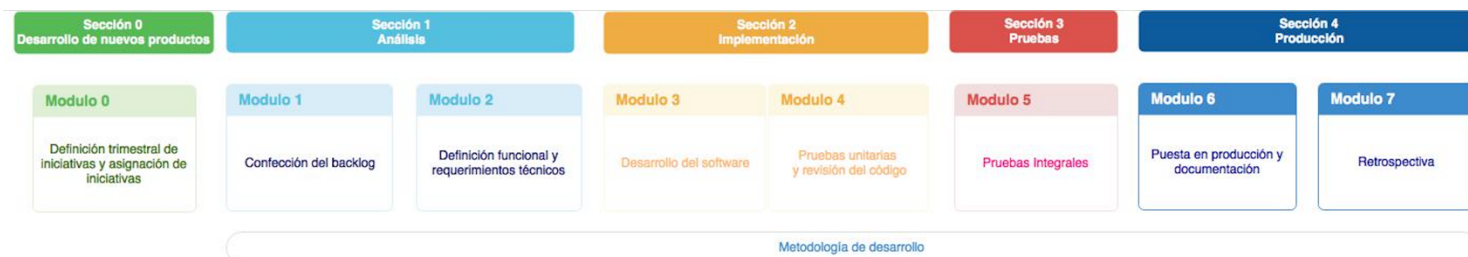 Sección 0
Desarrollo de nuevos productos
Sección 1
Análisis
Sección 2
Implementación
Sección 3
Pruebas
Sección 4
Producción
Modulo 0
Definición trimestral de
iniciativas y asignación de
iniciativas
Modulo 1
Confección del backlog
Modulo 2
Definición funcional y
requerimientos técnicos
Modulo 3
Desarrollo del software
Modulo 4
Pruebas unitarias
y revisión del código
Modulo 5
Pruebas Integrales
Modulo 6
Puesta en producción y
documentación
Modulo 7
Retrospectiva
Metodología de desarrollo